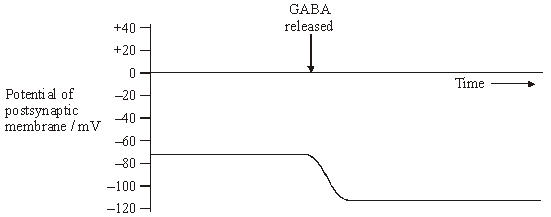 GABA
released
+40
+20
0
Time
–20
Potential of
postsynaptic
membrane / mV
–40
–60
–80
–100
–120